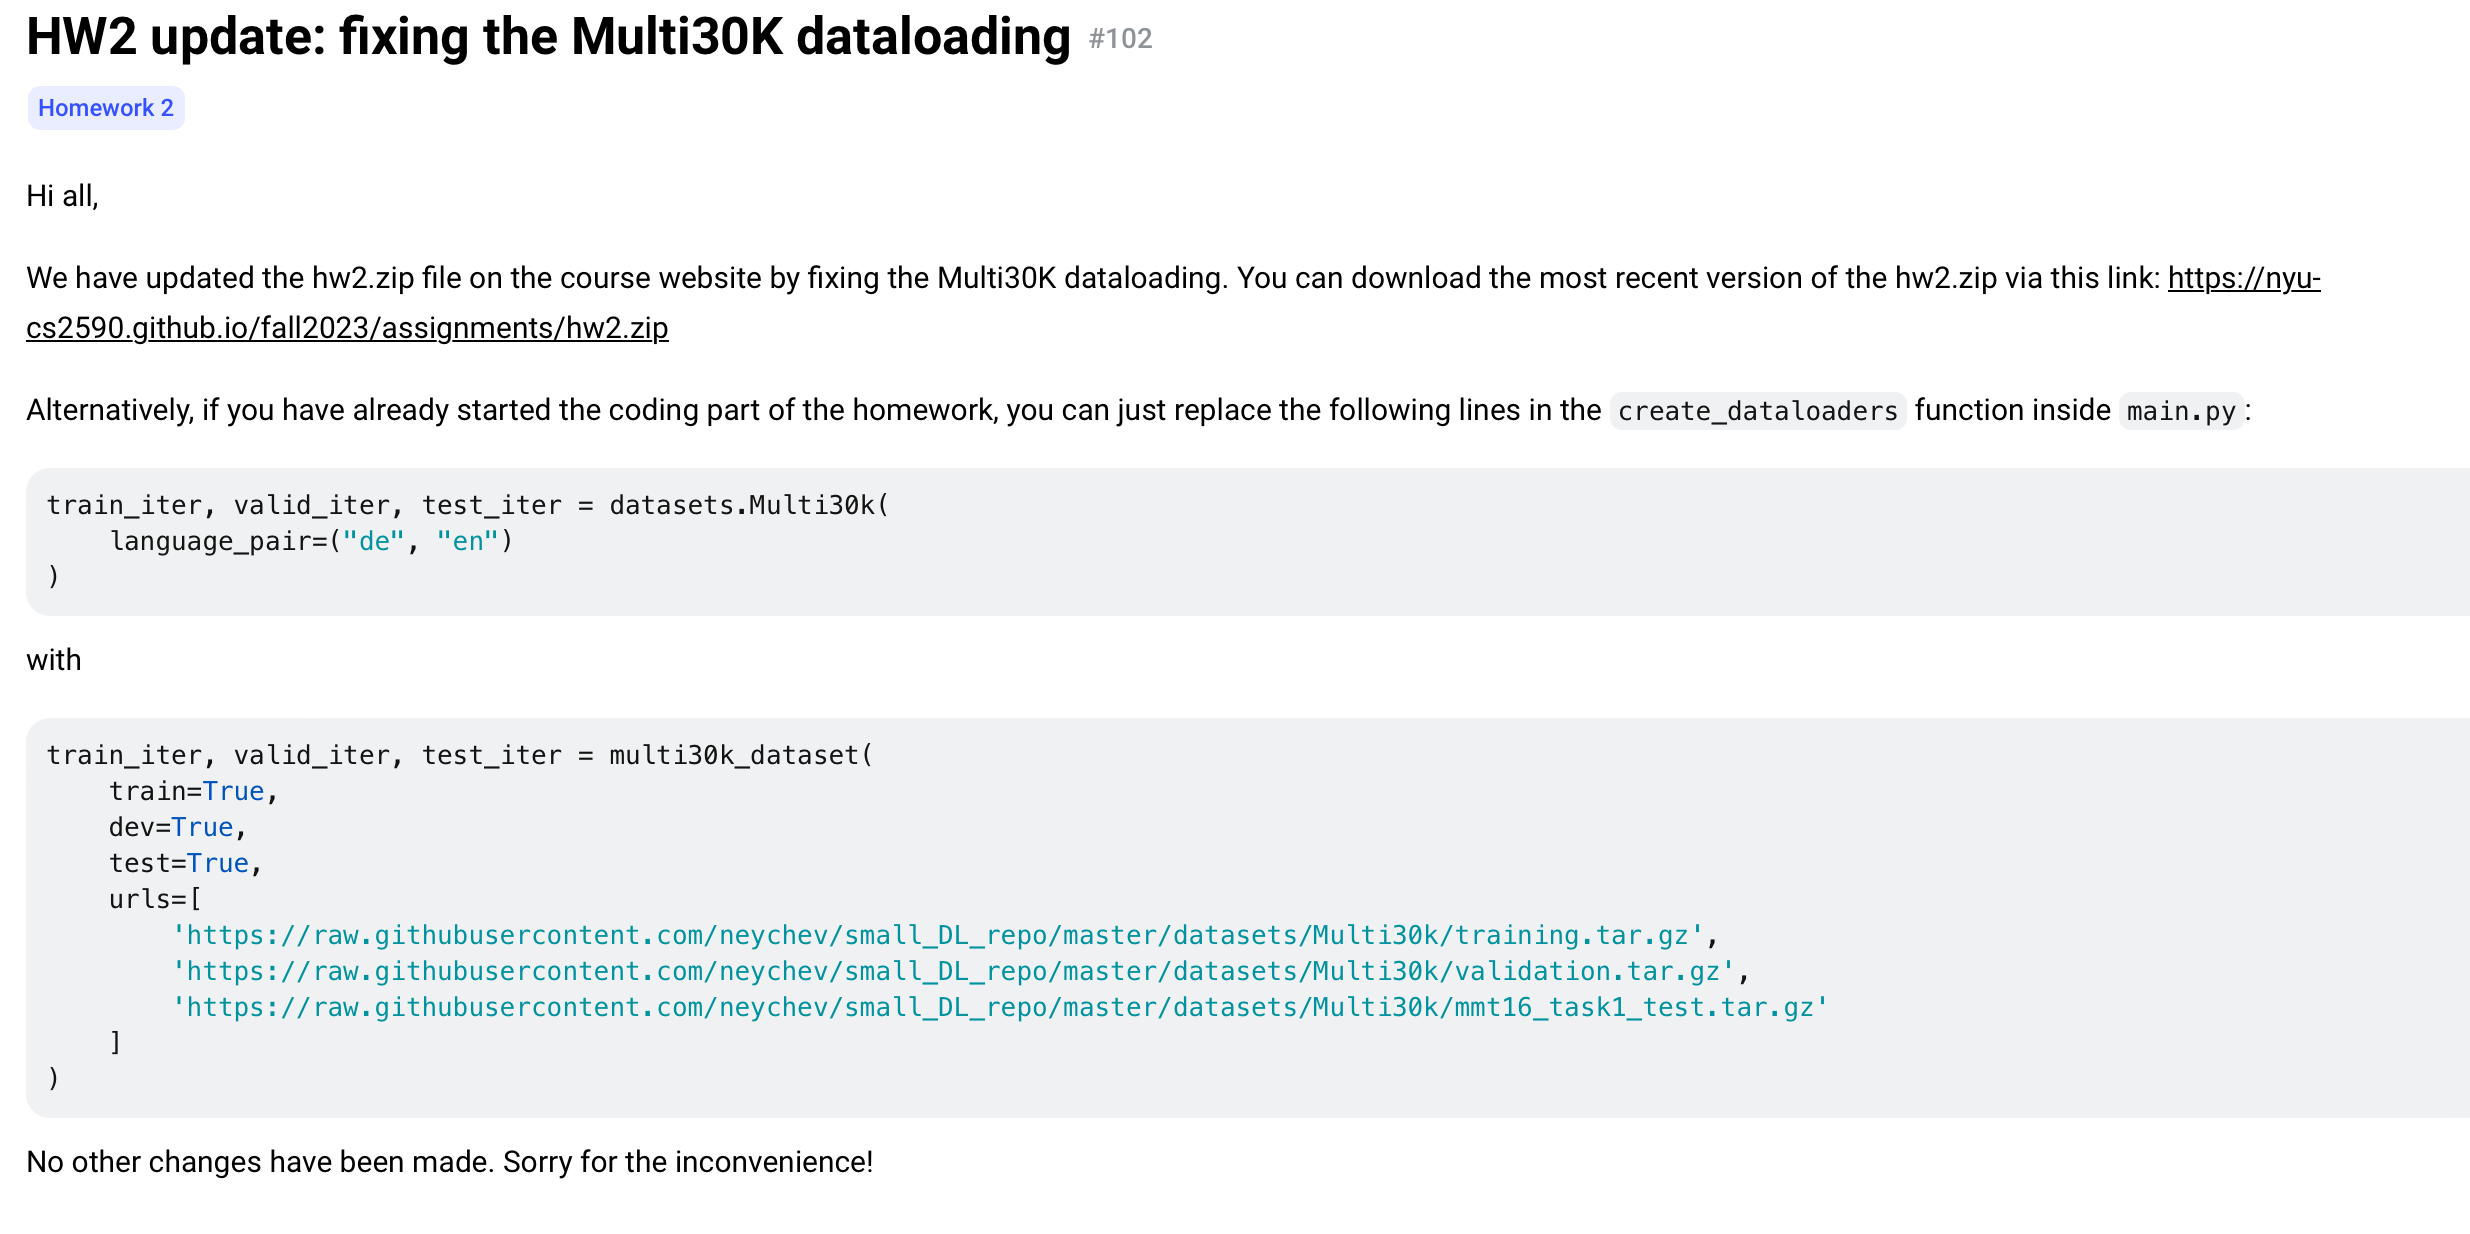 HW2 update: fixing the Multi30K dataloading #102
Homework 2
Hi all,
We have updated the hw2.zip file on the course website by fixing the Multi30K dataloading. You can download the most recent version of the hw2.zip via this link: https://nyu-
cs2590.github.io/fall2023/assignments/hw2.zip
Alternatively, if you have already started the coding part of the homework, you can just replace the following lines in the create_dataloaders function inside main.py:
train_iter, valid_iter, test_iter = datasets.Multi30k(
    language_pair=("de", "en")
)
with
train_iter, valid_iter, test_iter = multi30k_dataset(
    train=True,
    dev=True,
    test=True,
    urls=[
        'https://raw.githubusercontent.com/neychev/small_DL_repo/master/datasets/Multi30k/training.tar.gz',
        'https://raw.githubusercontent.com/neychev/small_DL_repo/master/datasets/Multi30k/validation.tar.gz',
        'https://raw.githubusercontent.com/neychev/small_DL_repo/master/datasets/Multi30k/mmt16_task1_test.tar.gz'
    ]
)
No other changes have been made. Sorry for the inconvenience!